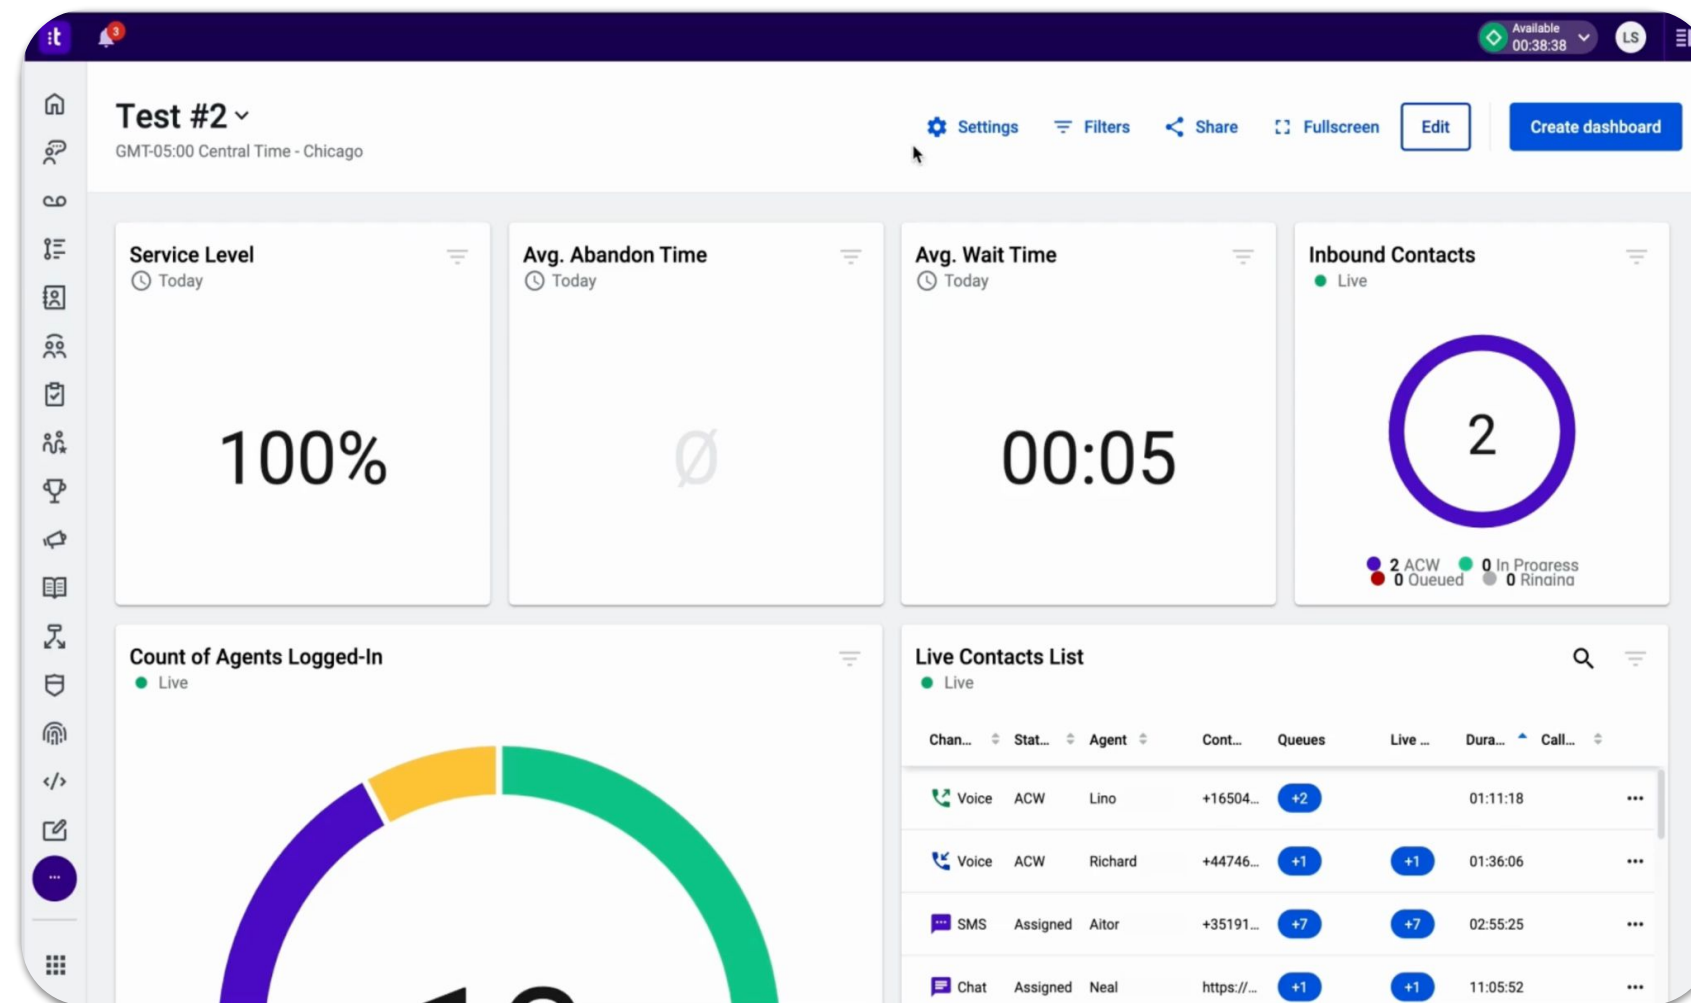 :t
3
Available
00:38:38
LS
Test #2
GMT-05:00 Central Time - Chicago
Settings
Filters
Share
Fullscreen
Edit
Create dashboard
Service Level
Today
100%
Avg. Abandon Time
Today
Ø
Avg. Wait Time
Today
00:05
Inbound Contacts
Live
2
2 ACW 0 In Progress
0 Queued 0 Ringing
Count of Agents Logged-In
Live
Live Contacts List
Live
Chan... Stat... Agent Cont... Queues Live ... Dura... Call...
Voice ACW Lino +16504... +2 01:11:18 •••
Voice ACW Richard +44746... +1 +1 01:36:06 •••
SMS Assigned Aitor +35191... +7 +7 02:55:25 •••
Chat Assigned Neal https://... +1 +1 11:05:52 •••